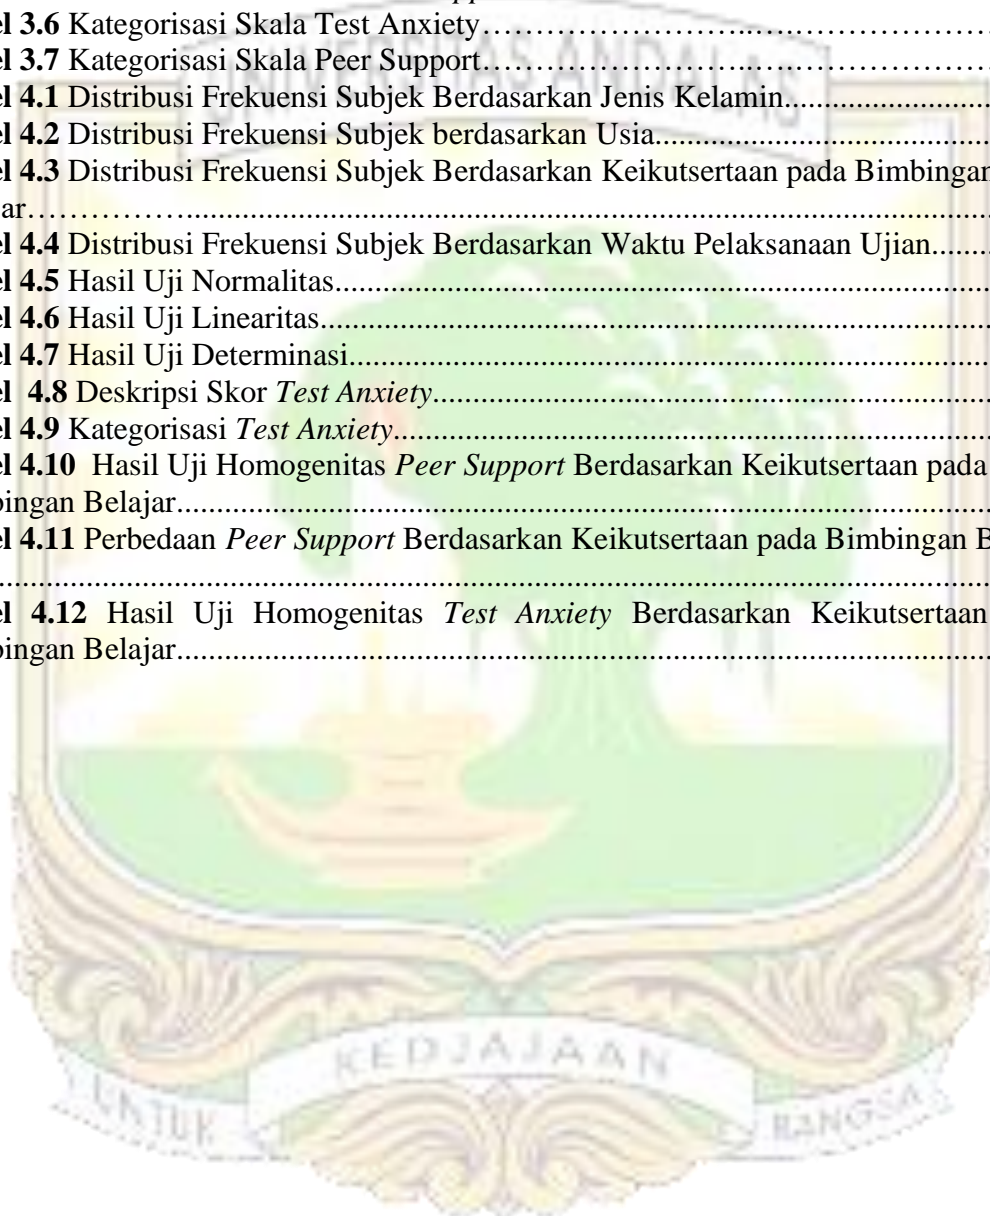 el 3.6 Kategorisasi Skala Test Anxiety……………………......…………………
el 3.7 Kategorisasi Skala Peer Support……………………….…………………
UNIVERSITAS ANDALAS
el 4.1 Distribusi Frekuensi Subjek Berdasarkan Jenis Kelamin..............................
el 4.2 Distribusi Frekuensi Subjek berdasarkan Usia..............................
el 4.3 Distribusi Frekuensi Subjek Berdasarkan Keikutsertaan pada Bimbingan
ar……………..............................
el 4.4 Distribusi Frekuensi Subjek Berdasarkan Waktu Pelaksanaan Ujian..........
el 4.5 Hasil Uji Normalitas..............................
el 4.6 Hasil Uji Linearitas..............................
el 4.7 Hasil Uji Determinasi..............................
el 4.8 Deskripsi Skor Test Anxiety..............................
el 4.9 Kategorisasi Test Anxiety..............................
el 4.10 Hasil Uji Homogenitas Peer Support Berdasarkan Keikutsertaan pada
bingan Belajar..............................
el 4.11 Perbedaan Peer Support Berdasarkan Keikutsertaan pada Bimbingan B
..............................
el 4.12 Hasil Uji Homogenitas Test Anxiety Berdasarkan Keikutsertaan
bingan Belajar..............................
UNTUK KEDJAJAAN BANGSA